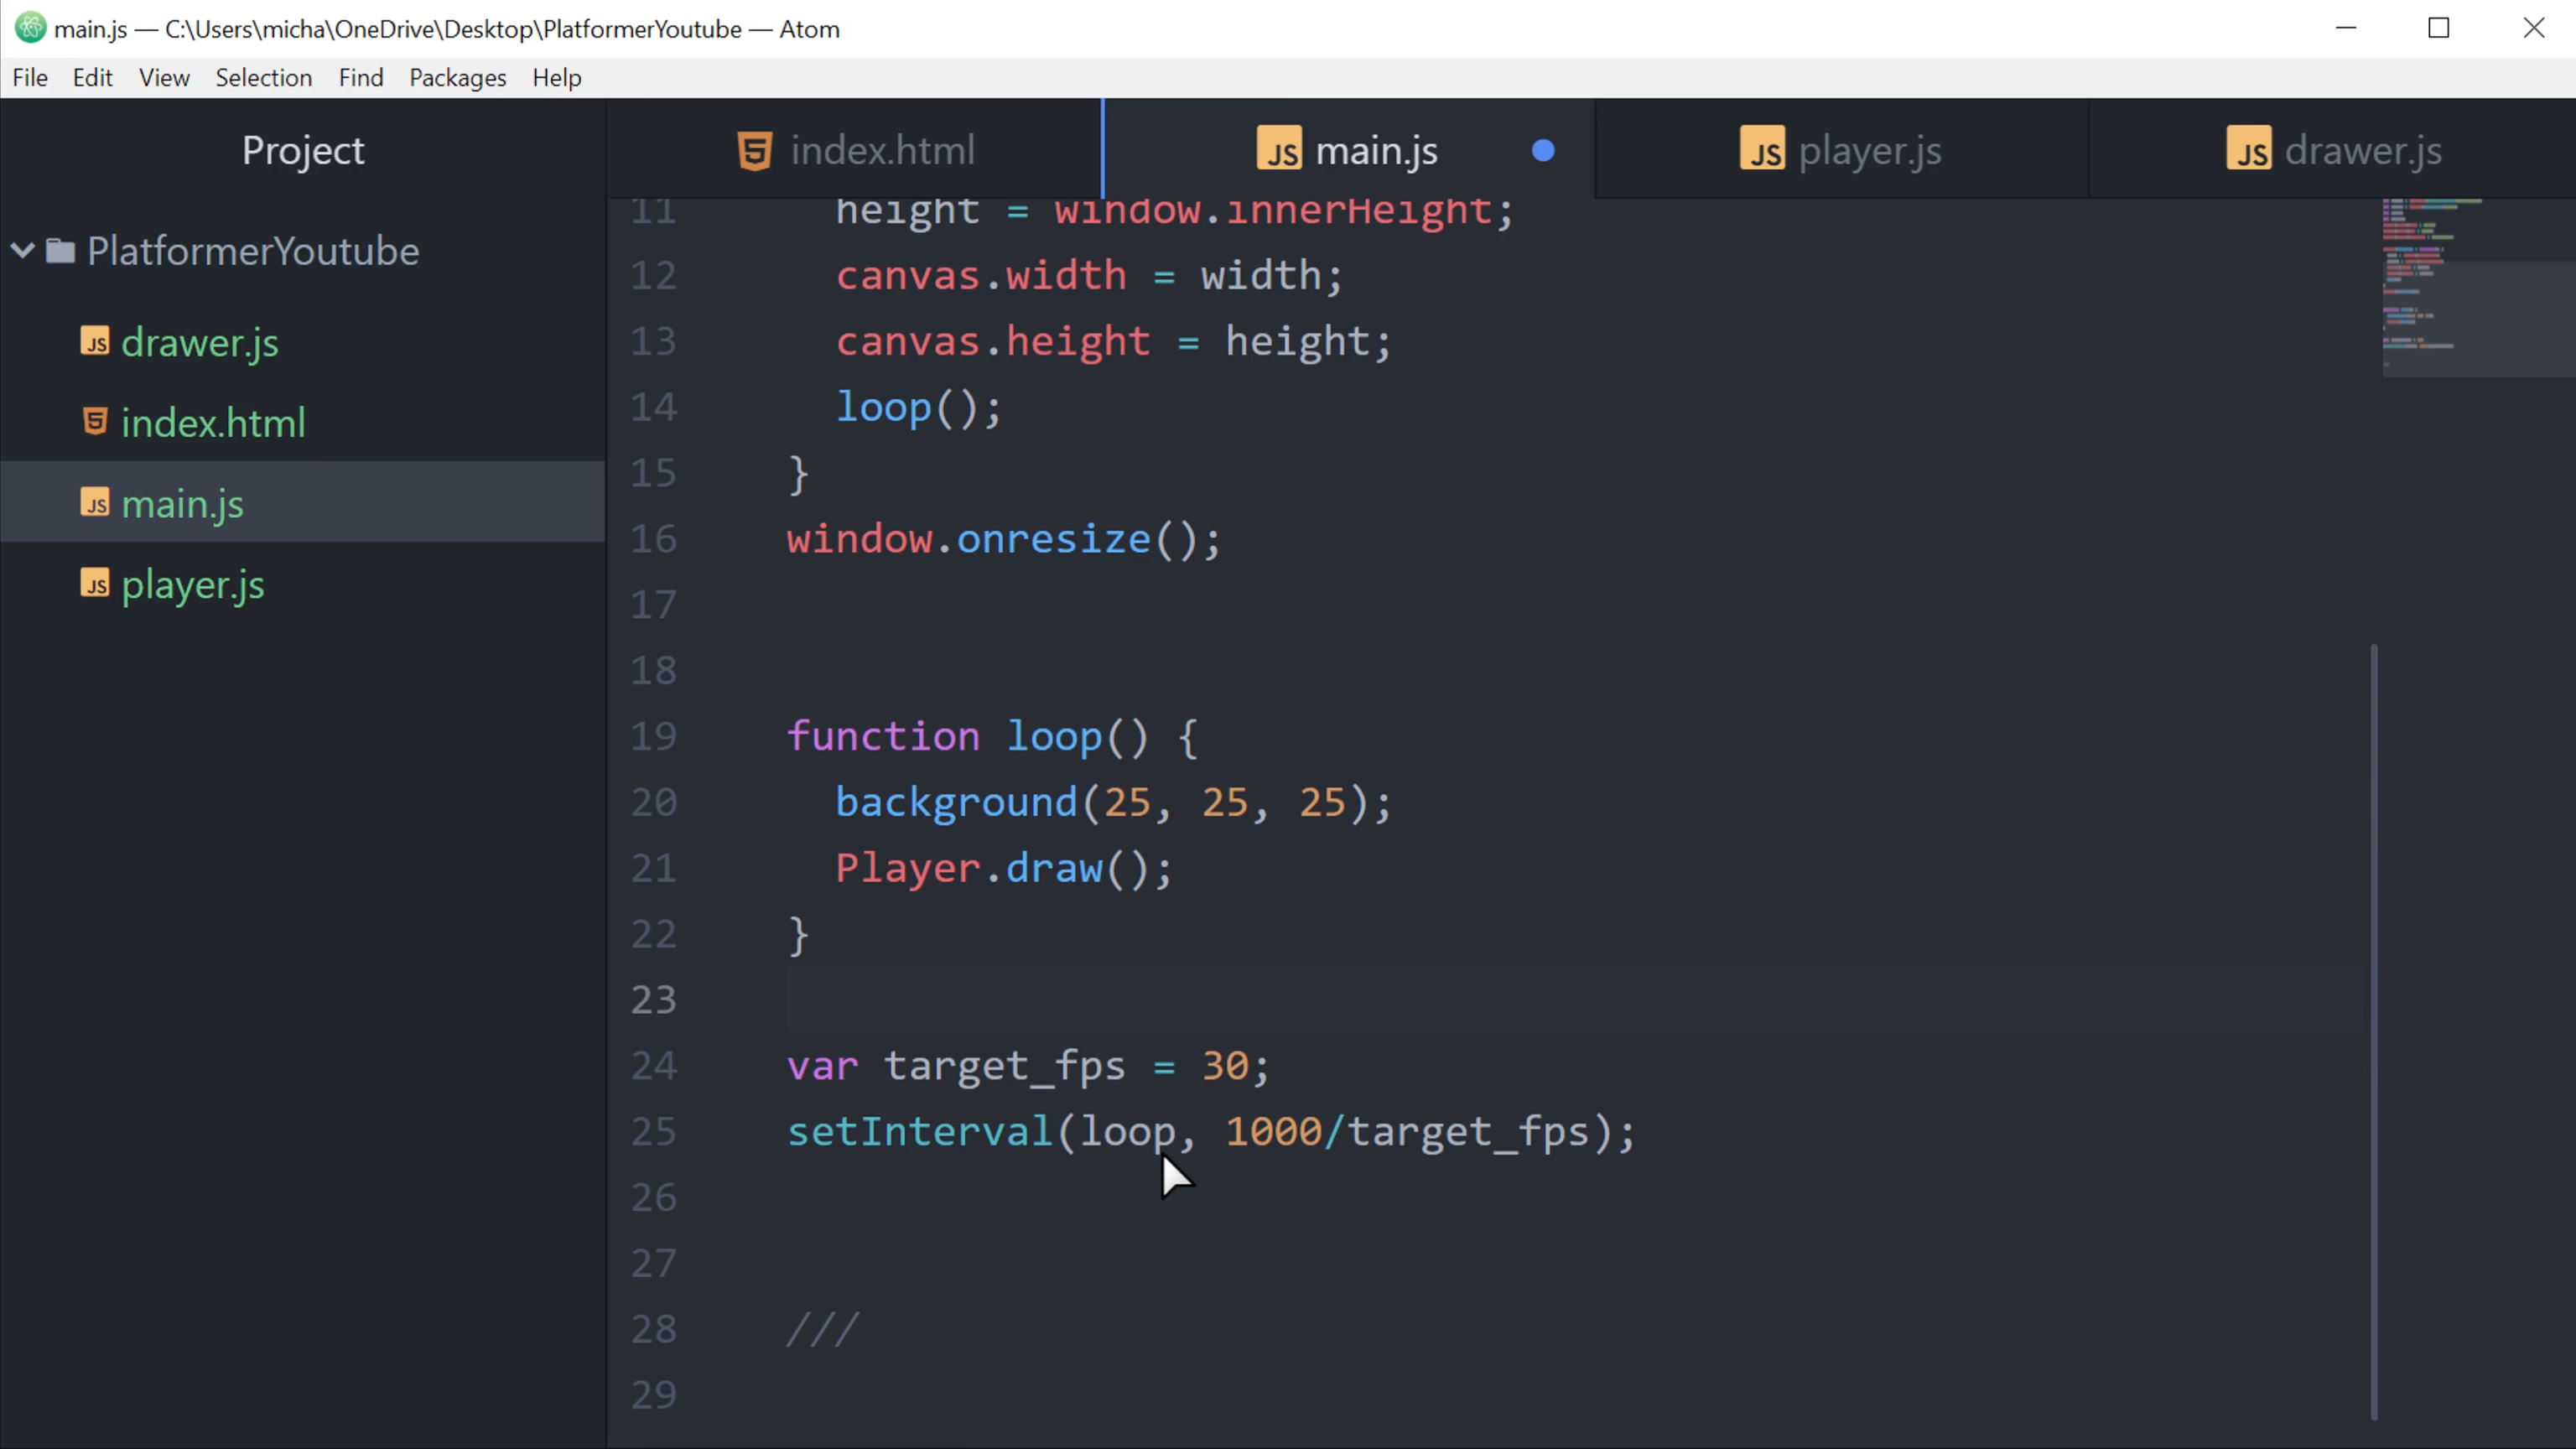 main.js — C:\Users\micha\OneDrive\Desktop\PlatformerYoutube — Atom
File Edit View Selection Find Packages Help
Project
PlatformerYoutube
drawer.js
index.html
main.js
player.js
index.html main.js player.js drawer.js
11 height = window.innerHeight;
12 canvas.width = width;
13 canvas.height = height;
14 loop();
15 }
16 window.onresize();
17
18
19 function loop() {
20 background(25, 25, 25);
21 Player.draw();
22 }
23
24 var target_fps = 30;
25 setInterval(loop, 1000/target_fps);
26
27
28 ///
29